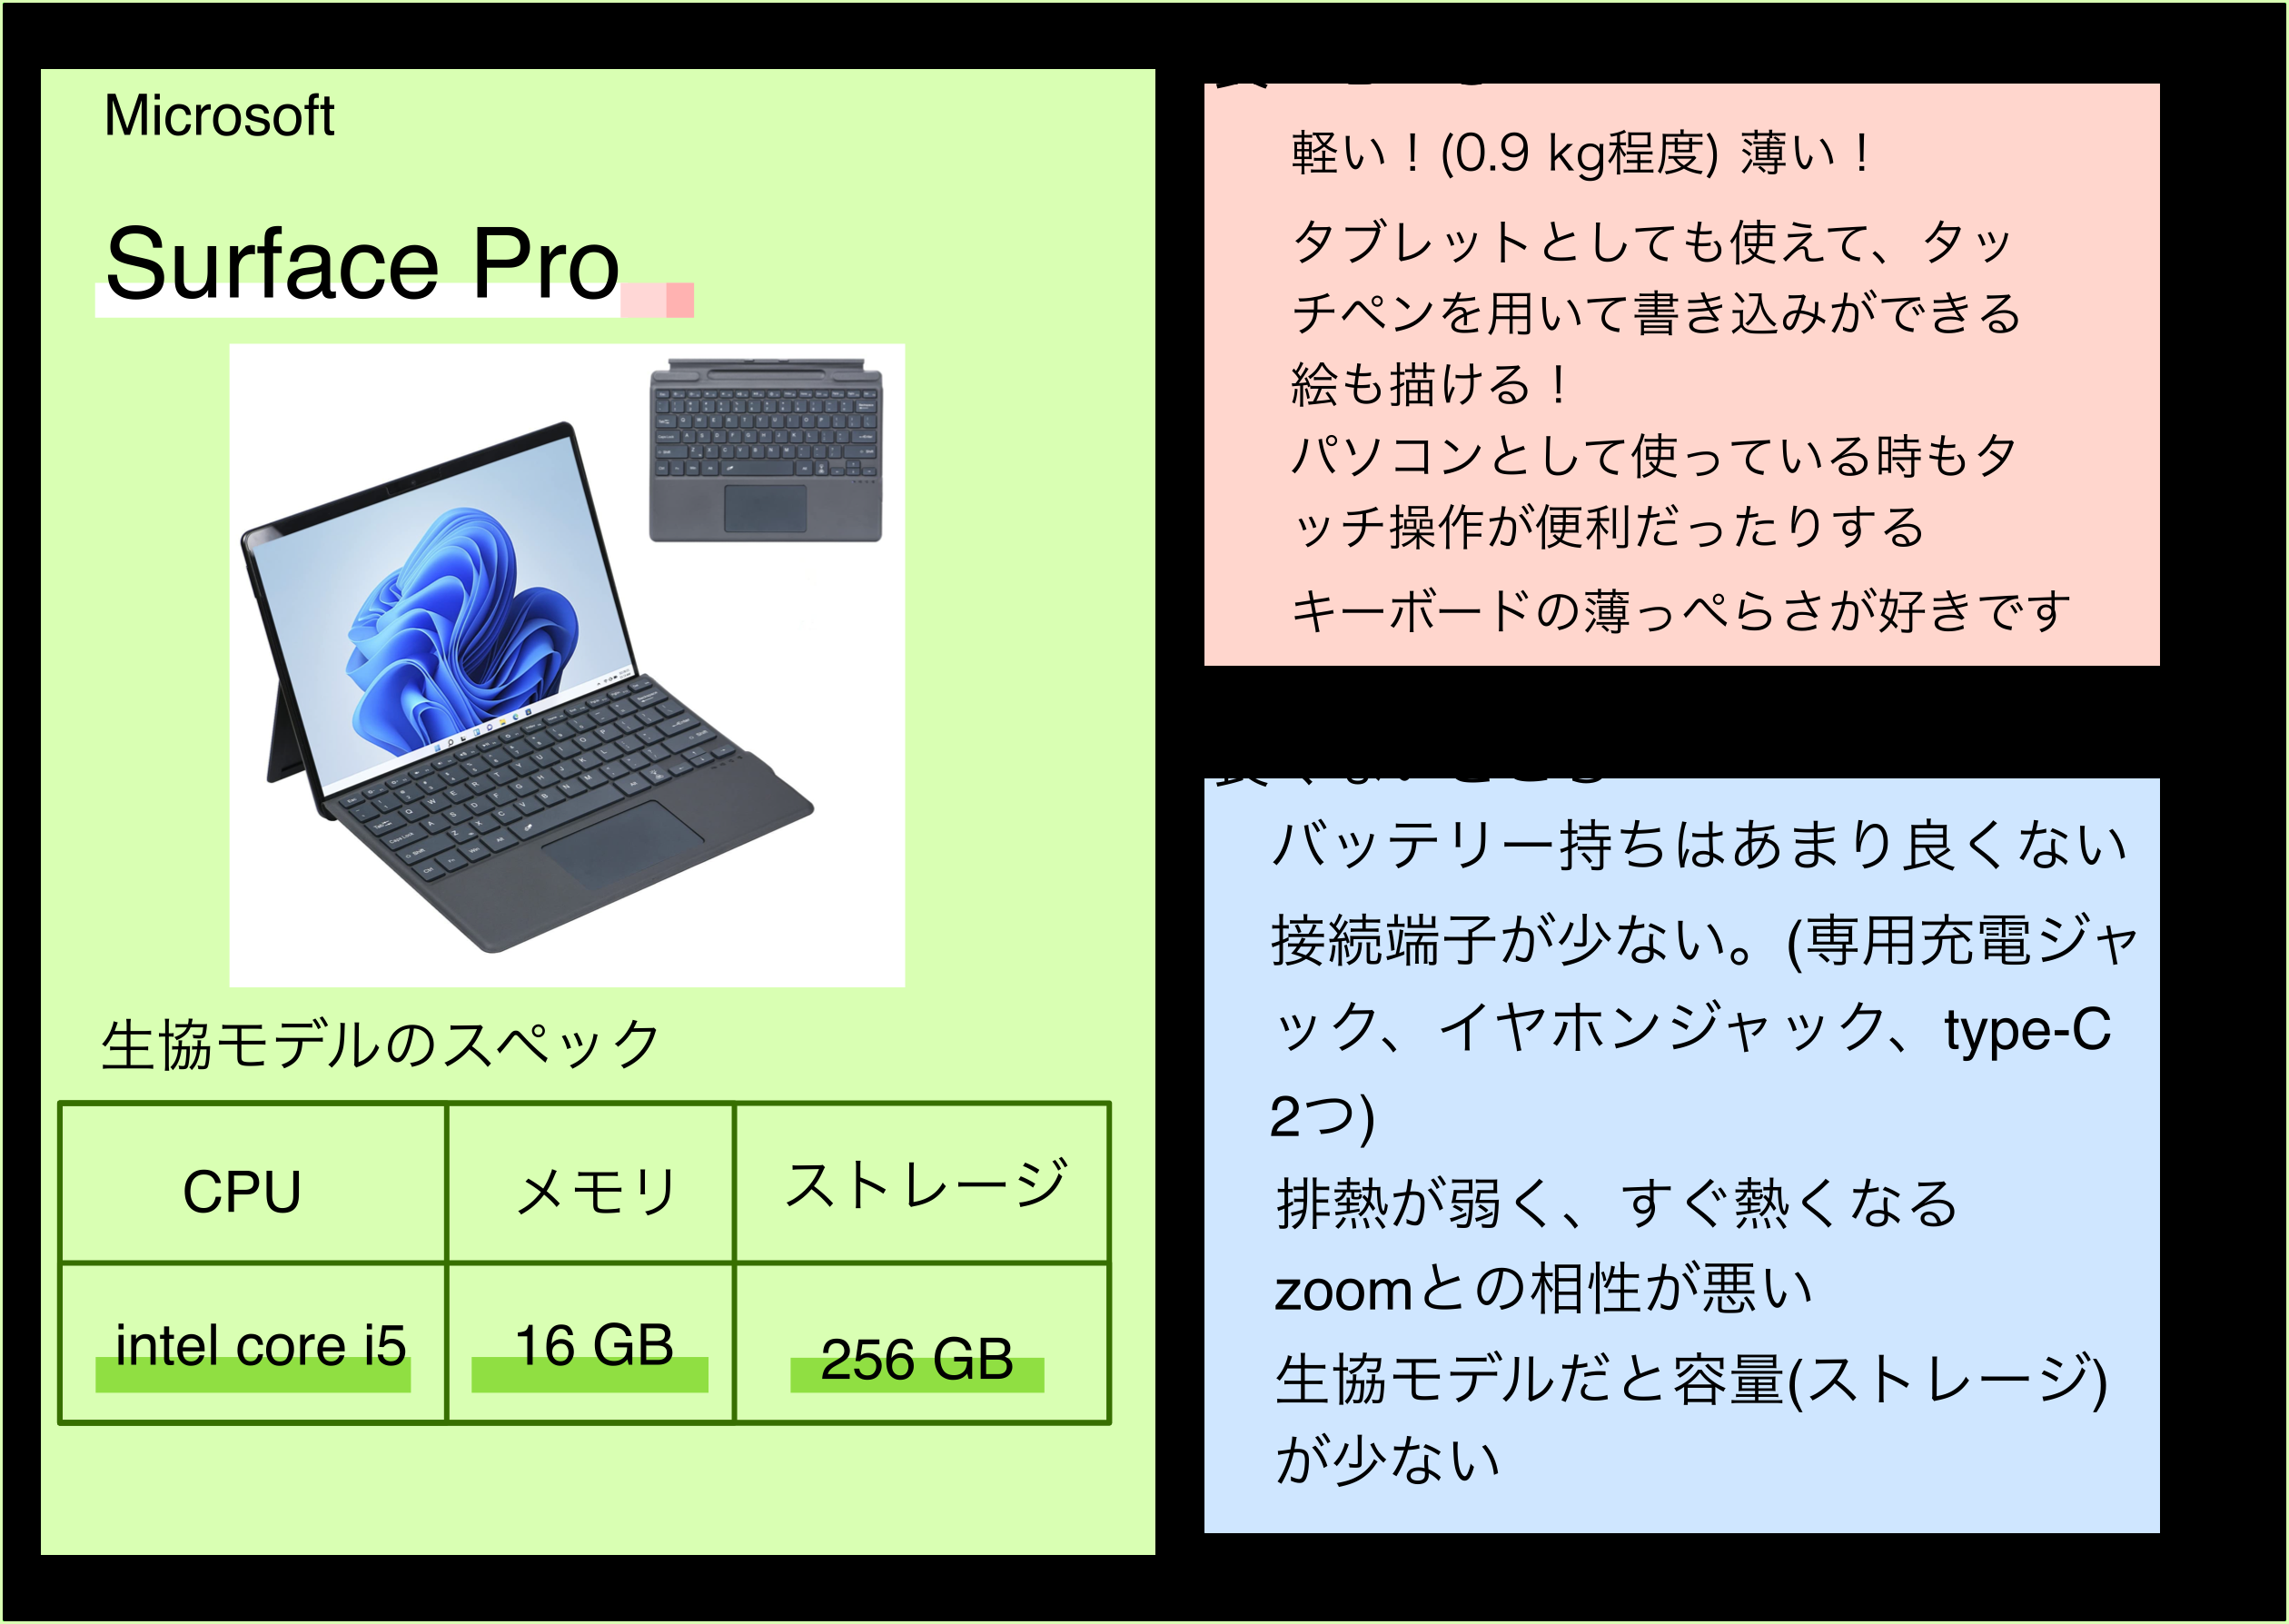 Microsoft
Surface Pro
生協モデルのスペック
CPU メモリ ストレージ
intel core i5 16 GB 256 GB
軽い！(0.9 kg程度) 薄い！
タブレットとしても使えて、タッ
チペンを用いて書き込みができる
絵も描ける！
パソコンとして使っている時もタ
ッチ操作が便利だったりする
キーボードの薄っぺらさが好きです
バッテリー持ちはあまり良くない
接続端子が少ない。(専用充電ジャ
ック、イヤホンジャック、type-C
2つ)
排熱が弱く、すぐ熱くなる
zoomとの相性が悪い
生協モデルだと容量(ストレージ)
が少ない